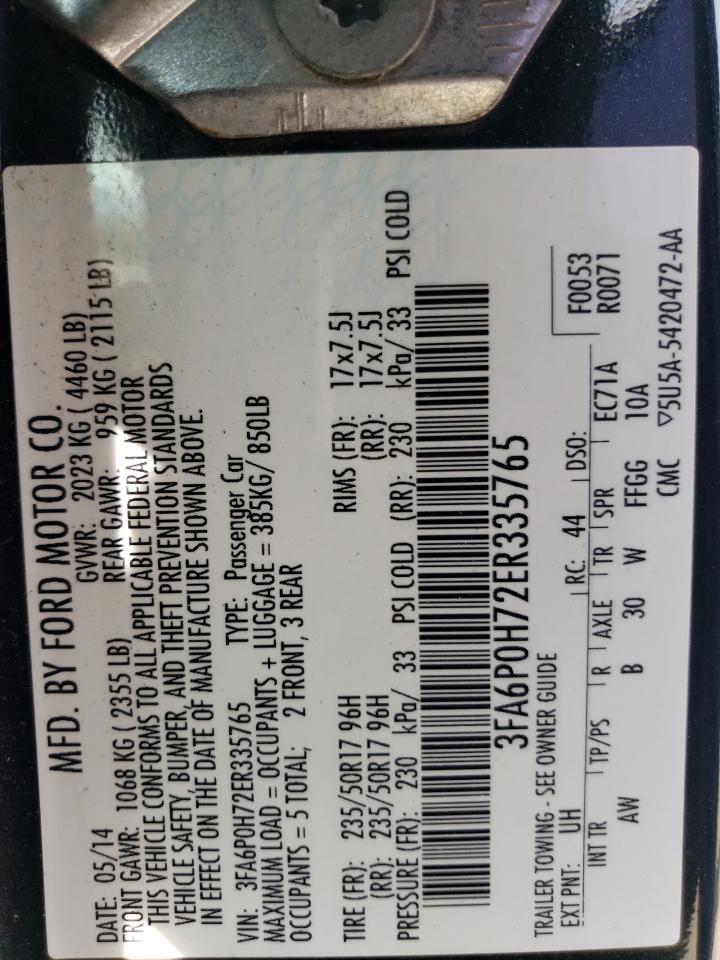 MFD. BY FORD MOTOR CO.
DATE: 05/14 GVWR: 2023 KG ( 4460 LB)
FRONT GAWR: 1068 KG ( 2355 LB) REAR GAWR: 959 KG ( 2115 LB)
THIS VEHICLE CONFORMS TO ALL APPLICABLE FEDERAL MOTOR
VEHICLE SAFETY, BUMPER, AND THEFT PREVENTION STANDARDS
IN EFFECT ON THE DATE OF MANUFACTURE SHOWN ABOVE.
VIN: 3FA6P0H72ER335765 TYPE: Passenger Car
MAXIMUM LOAD = OCCUPANTS + LUGGAGE = 385KG/ 850LB
OCCUPANTS = 5 TOTAL; 2 FRONT, 3 REAR
TIRE (FR): 235/50R17 96H RIMS (FR): 17x7.5J
(RR): 235/50R17 96H (RR): 17x7.5J
PRESSURE (FR): 230 kPa/ 33 PSI COLD (RR): 230 kPa/ 33 PSI COLD
3FA6P0H72ER335765
TRAILER TOWING - SEE OWNER GUIDE F0053
EXT PNT: UH RC: 44 DSO: R0071
INT TR TP/PS R AXLE TR SPR EC71A
AW B 30 W FFGG 10A
CMC ▽5U5A-5420472-AA